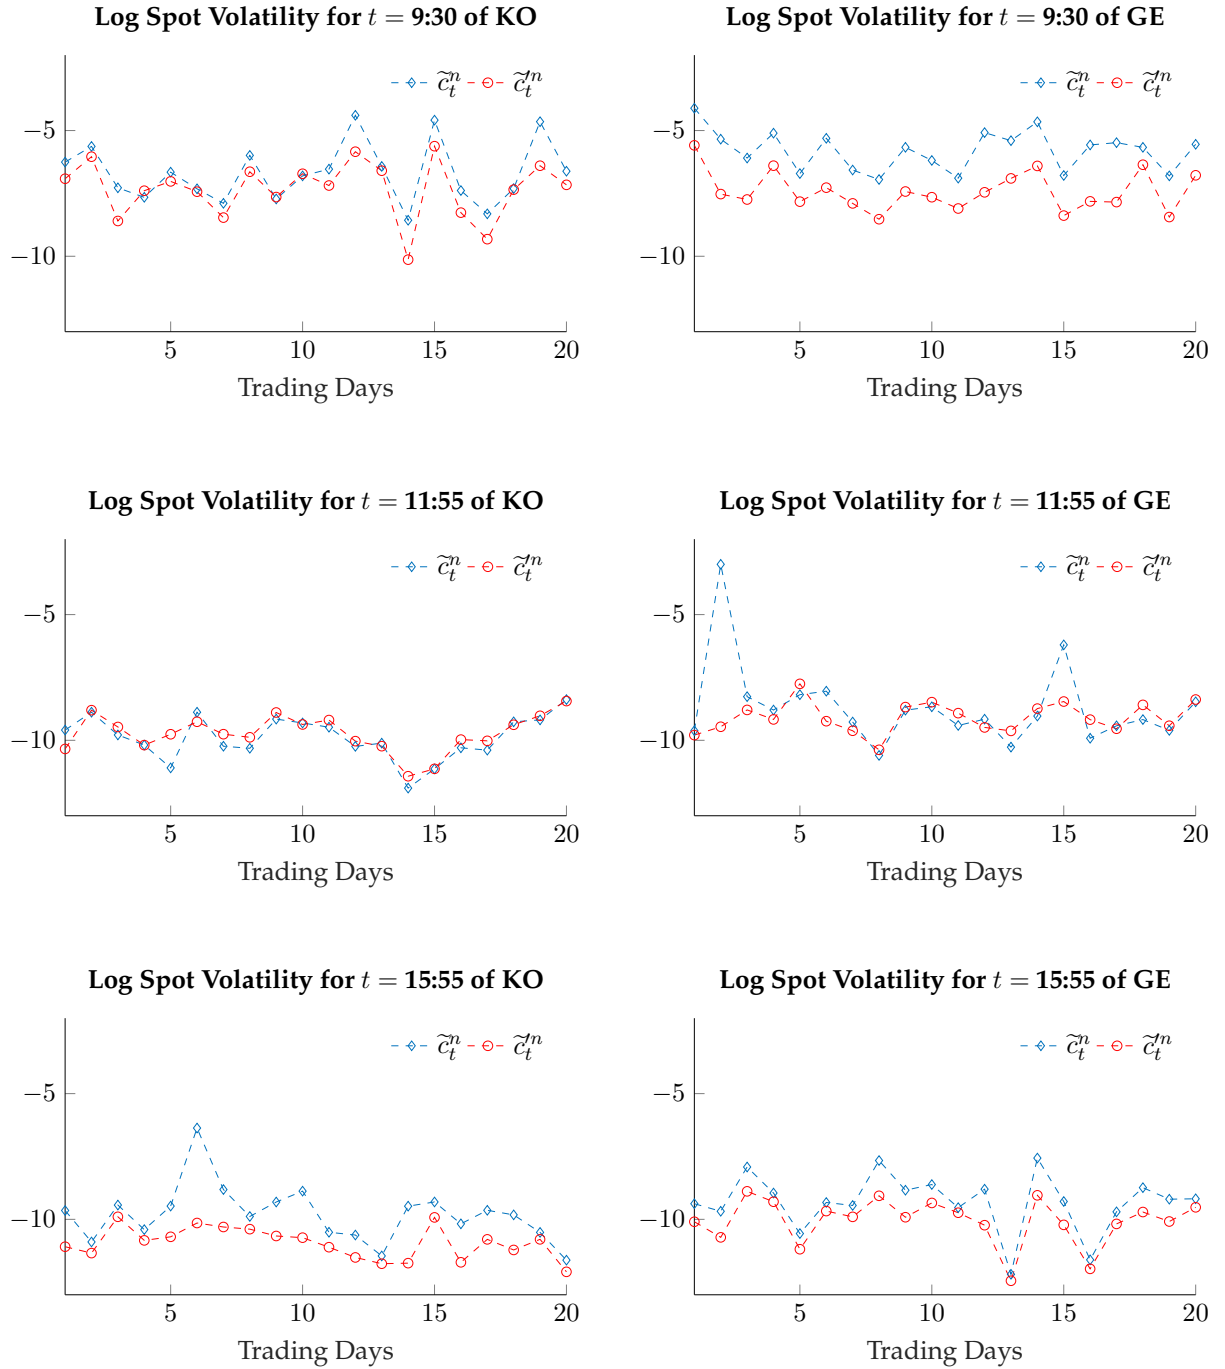 Log Spot Volatility for t = 9:30 of KO
c̃ₜⁿ c̃′ₜⁿ
−5
−10
5 10 15 20
Trading Days
Log Spot Volatility for t = 9:30 of GE
c̃ₜⁿ c̃′ₜⁿ
−5
−10
5 10 15 20
Trading Days
Log Spot Volatility for t = 11:55 of KO
c̃ₜⁿ c̃′ₜⁿ
−5
−10
5 10 15 20
Trading Days
Log Spot Volatility for t = 11:55 of GE
c̃ₜⁿ c̃′ₜⁿ
−5
−10
5 10 15 20
Trading Days
Log Spot Volatility for t = 15:55 of KO
c̃ₜⁿ c̃′ₜⁿ
−5
−10
5 10 15 20
Trading Days
Log Spot Volatility for t = 15:55 of GE
c̃ₜⁿ c̃′ₜⁿ
−5
−10
5 10 15 20
Trading Days